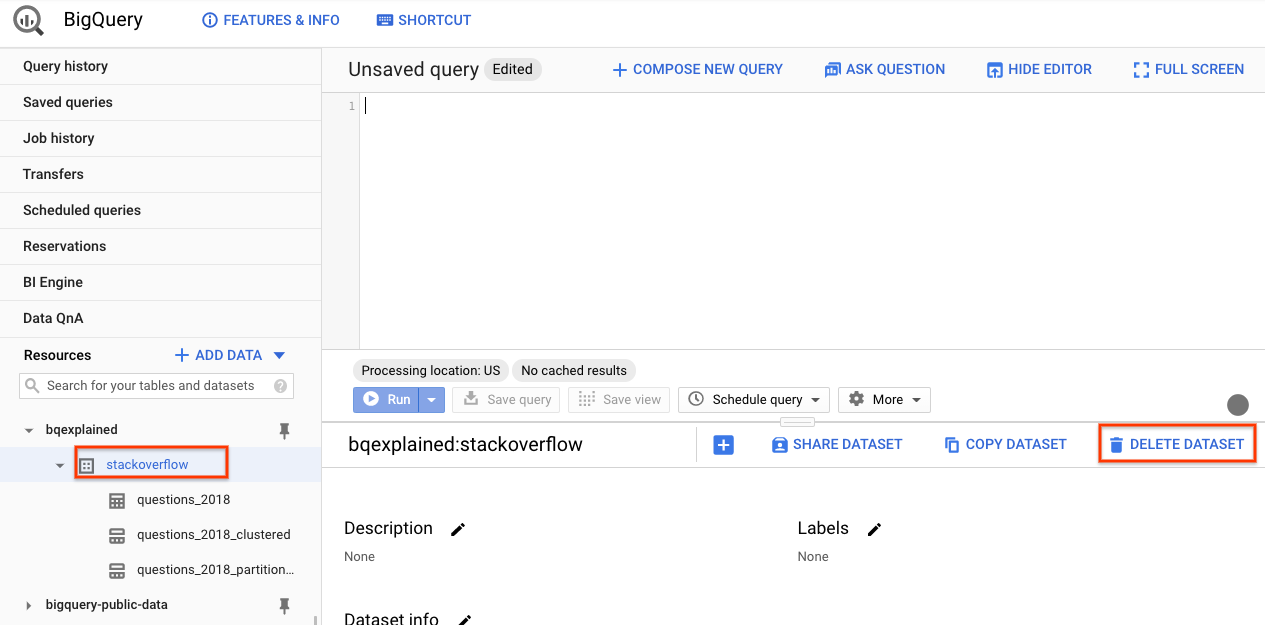 BigQuery FEATURES & INFO SHORTCUT
Query history
Saved queries
Job history
Transfers
Scheduled queries
Reservations
BI Engine
Data QnA
Resources ADD DATA
Search for your tables and datasets ?
bqexplained
stackoverflow
questions_2018
questions_2018_clustered
questions_2018_partition...
bigquery-public-data
Unsaved query Edited COMPOSE NEW QUERY ASK QUESTION HIDE EDITOR FULL SCREEN
1
Processing location: US No cached results
Run Save query Save view Schedule query More
bqexplained:stackoverflow SHARE DATASET COPY DATASET DELETE DATASET
Description Labels
None None
Dataset info